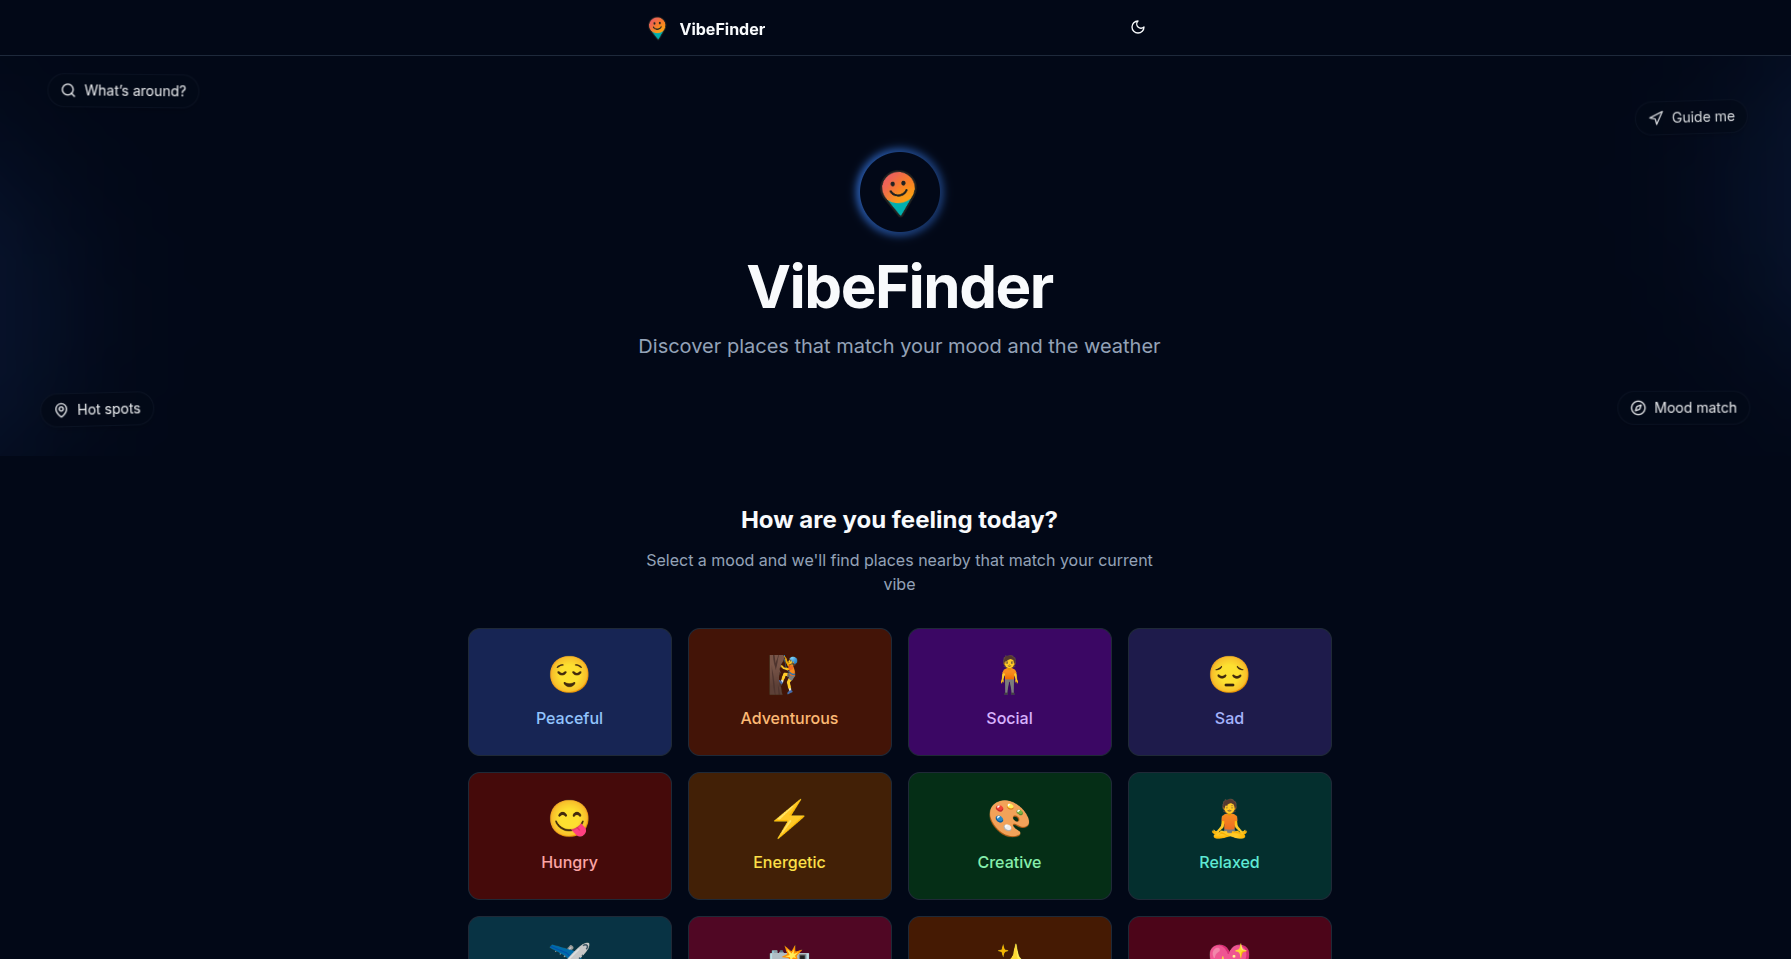 VibeFinder
What's around?
Guide me
VibeFinder
Discover places that match your mood and the weather
Hot spots
Mood match
How are you feeling today?
Select a mood and we'll find places nearby that match your current
vibe
Peaceful
Adventurous
Social
Sad
Hungry
Energetic
Creative
Relaxed